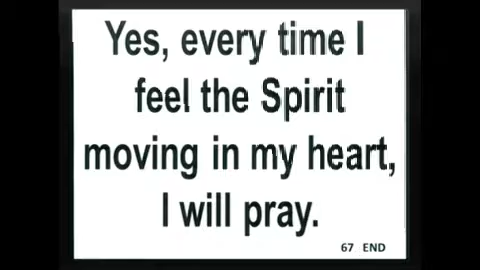 Yes, every time I
feel the Spirit
moving in my heart,
I will pray.
67 END